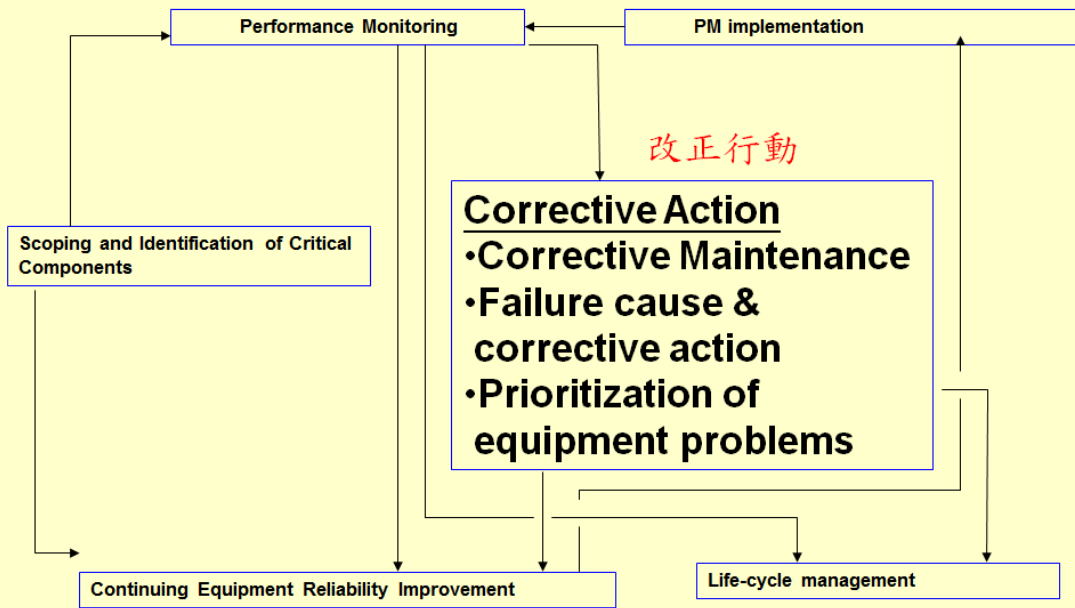 Performance Monitoring
PM implementation
改正行動
Corrective Action
•Corrective Maintenance
•Failure cause &
corrective action
•Prioritization of
equipment problems
Scoping and Identification of Critical
Components
Continuing Equipment Reliability Improvement
Life-cycle management